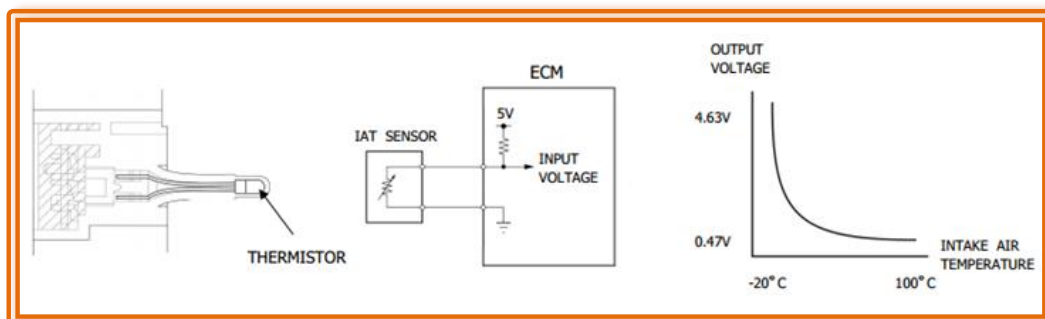 THERMISTOR
IAT SENSOR
ECM
5V
INPUT
VOLTAGE
OUTPUT
VOLTAGE
4.63V
0.47V
INTAKE AIR
TEMPERATURE
-20°C
100°C